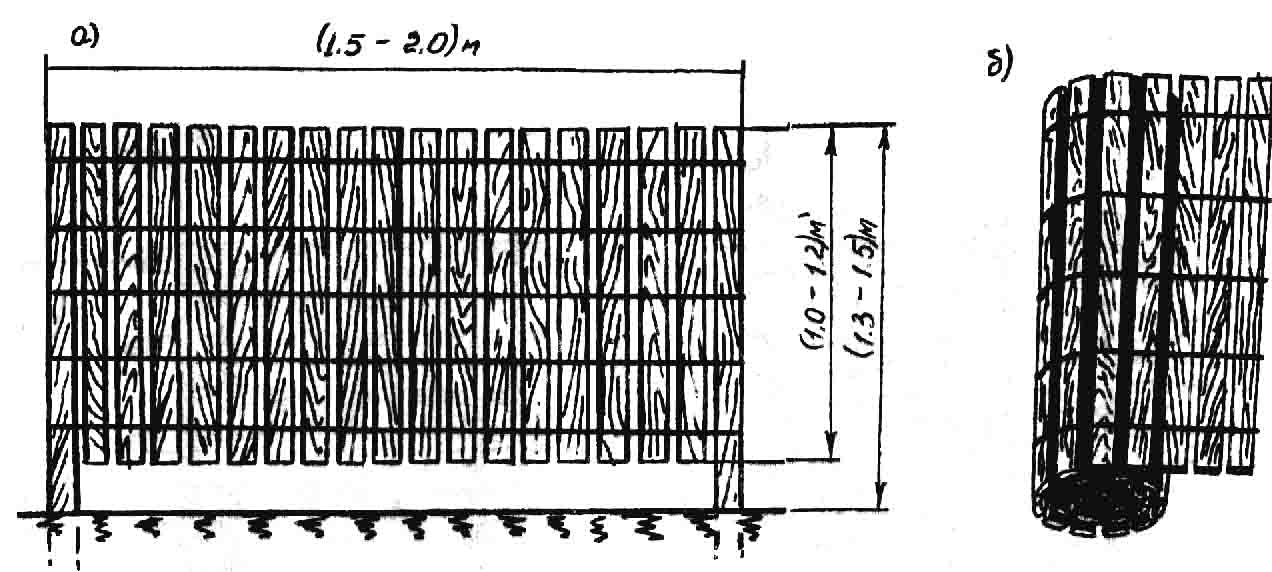 а)
(1.5 - 2.0)м
б)
(1.0 - 1.2)м
(1.3 - 1.5)м